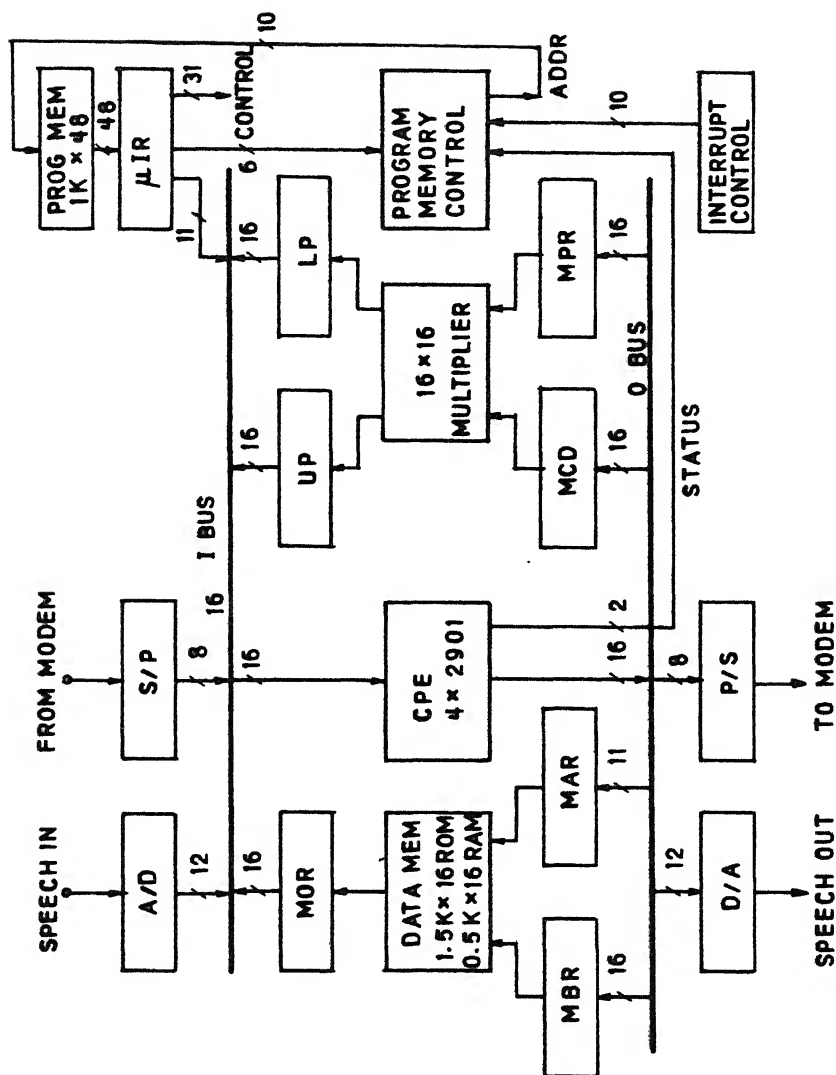 SPEECH IN
FROM MODEM
A/D
S/P
12
8
I BUS
16
16
16
16
16
11
MOR
UP
LP
PROG MEM
1K × 48
48
μIR
31
6
CONTROL
10
DATA MEM
1.5K × 16 ROM
0.5K × 16 RAM
CPE
4 × 2901
16 × 16
MULTIPLIER
PROGRAM
MEMORY
CONTROL
ADDR
MBR
MAR
MCD
MPR
16
11
16
2
16
16
10
O BUS
STATUS
12
8
D/A
P/S
INTERRUPT
CONTROL
SPEECH OUT
TO MODEM